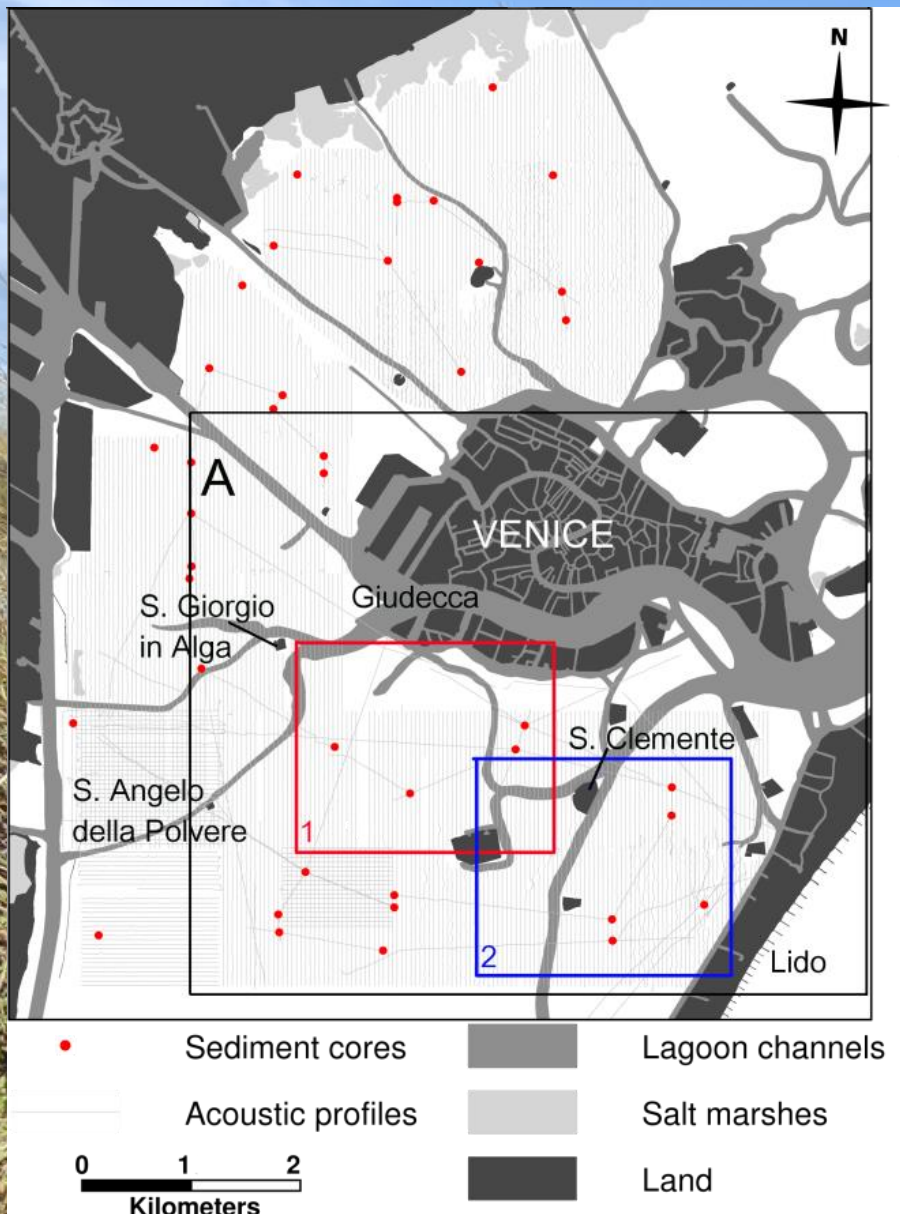 N
A
VENICE
Giudecca
S. Giorgio
in Alga
S. Clemente
S. Angelo
della Polvere
1
2
Lido
Sediment cores
Lagoon channels
Acoustic profiles
Salt marshes
0 1 2
Land
Kilometers